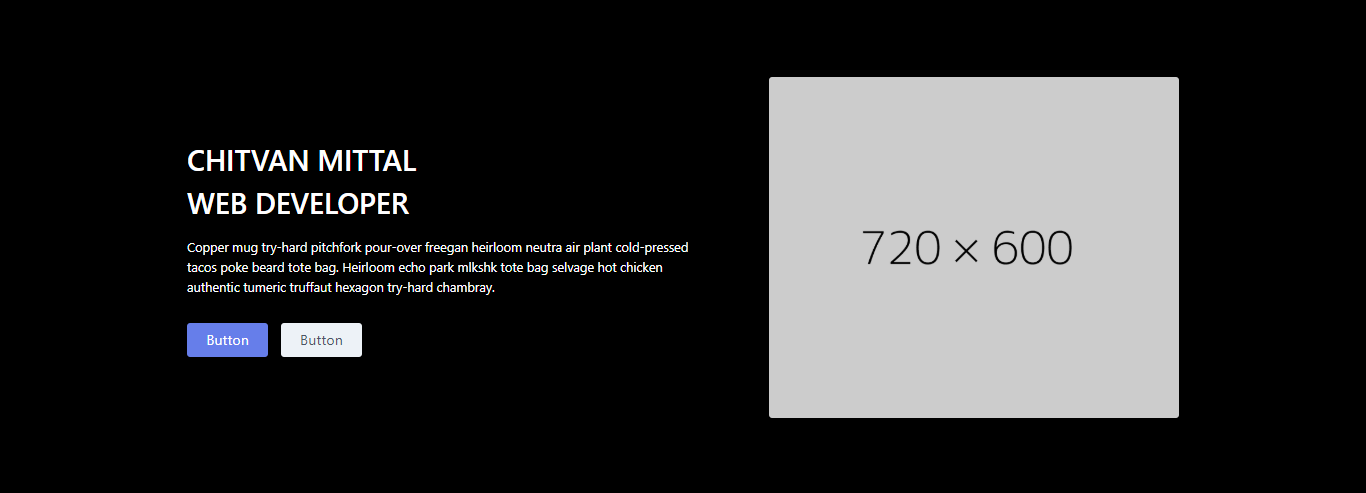 CHITVAN MITTAL
WEB DEVELOPER
Copper mug try-hard pitchfork pour-over freegan heirloom neutra air plant cold-pressed
tacos poke beard tote bag. Heirloom echo park mlkshk tote bag selvage hot chicken
authentic tumeric truffaut hexagon try-hard chambray.
Button Button
720 × 600